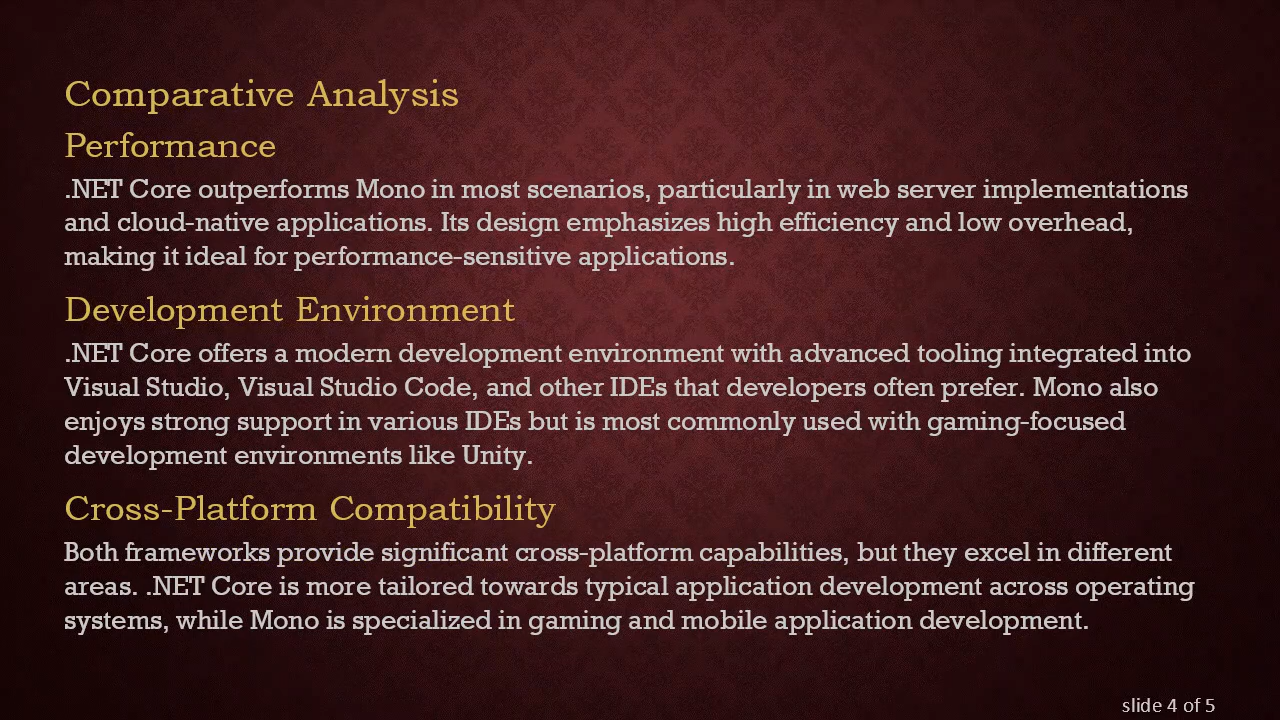 Comparative Analysis
Performance
.NET Core outperforms Mono in most scenarios, particularly in web server implementations
and cloud-native applications. Its design emphasizes high efficiency and low overhead,
making it ideal for performance-sensitive applications.
Development Environment
.NET Core offers a modern development environment with advanced tooling integrated into
Visual Studio, Visual Studio Code, and other IDEs that developers often prefer. Mono also
enjoys strong support in various IDEs but is most commonly used with gaming-focused
development environments like Unity.
Cross-Platform Compatibility
Both frameworks provide significant cross-platform capabilities, but they excel in different
areas. .NET Core is more tailored towards typical application development across operating
systems, while Mono is specialized in gaming and mobile application development.
slide 4 of 5